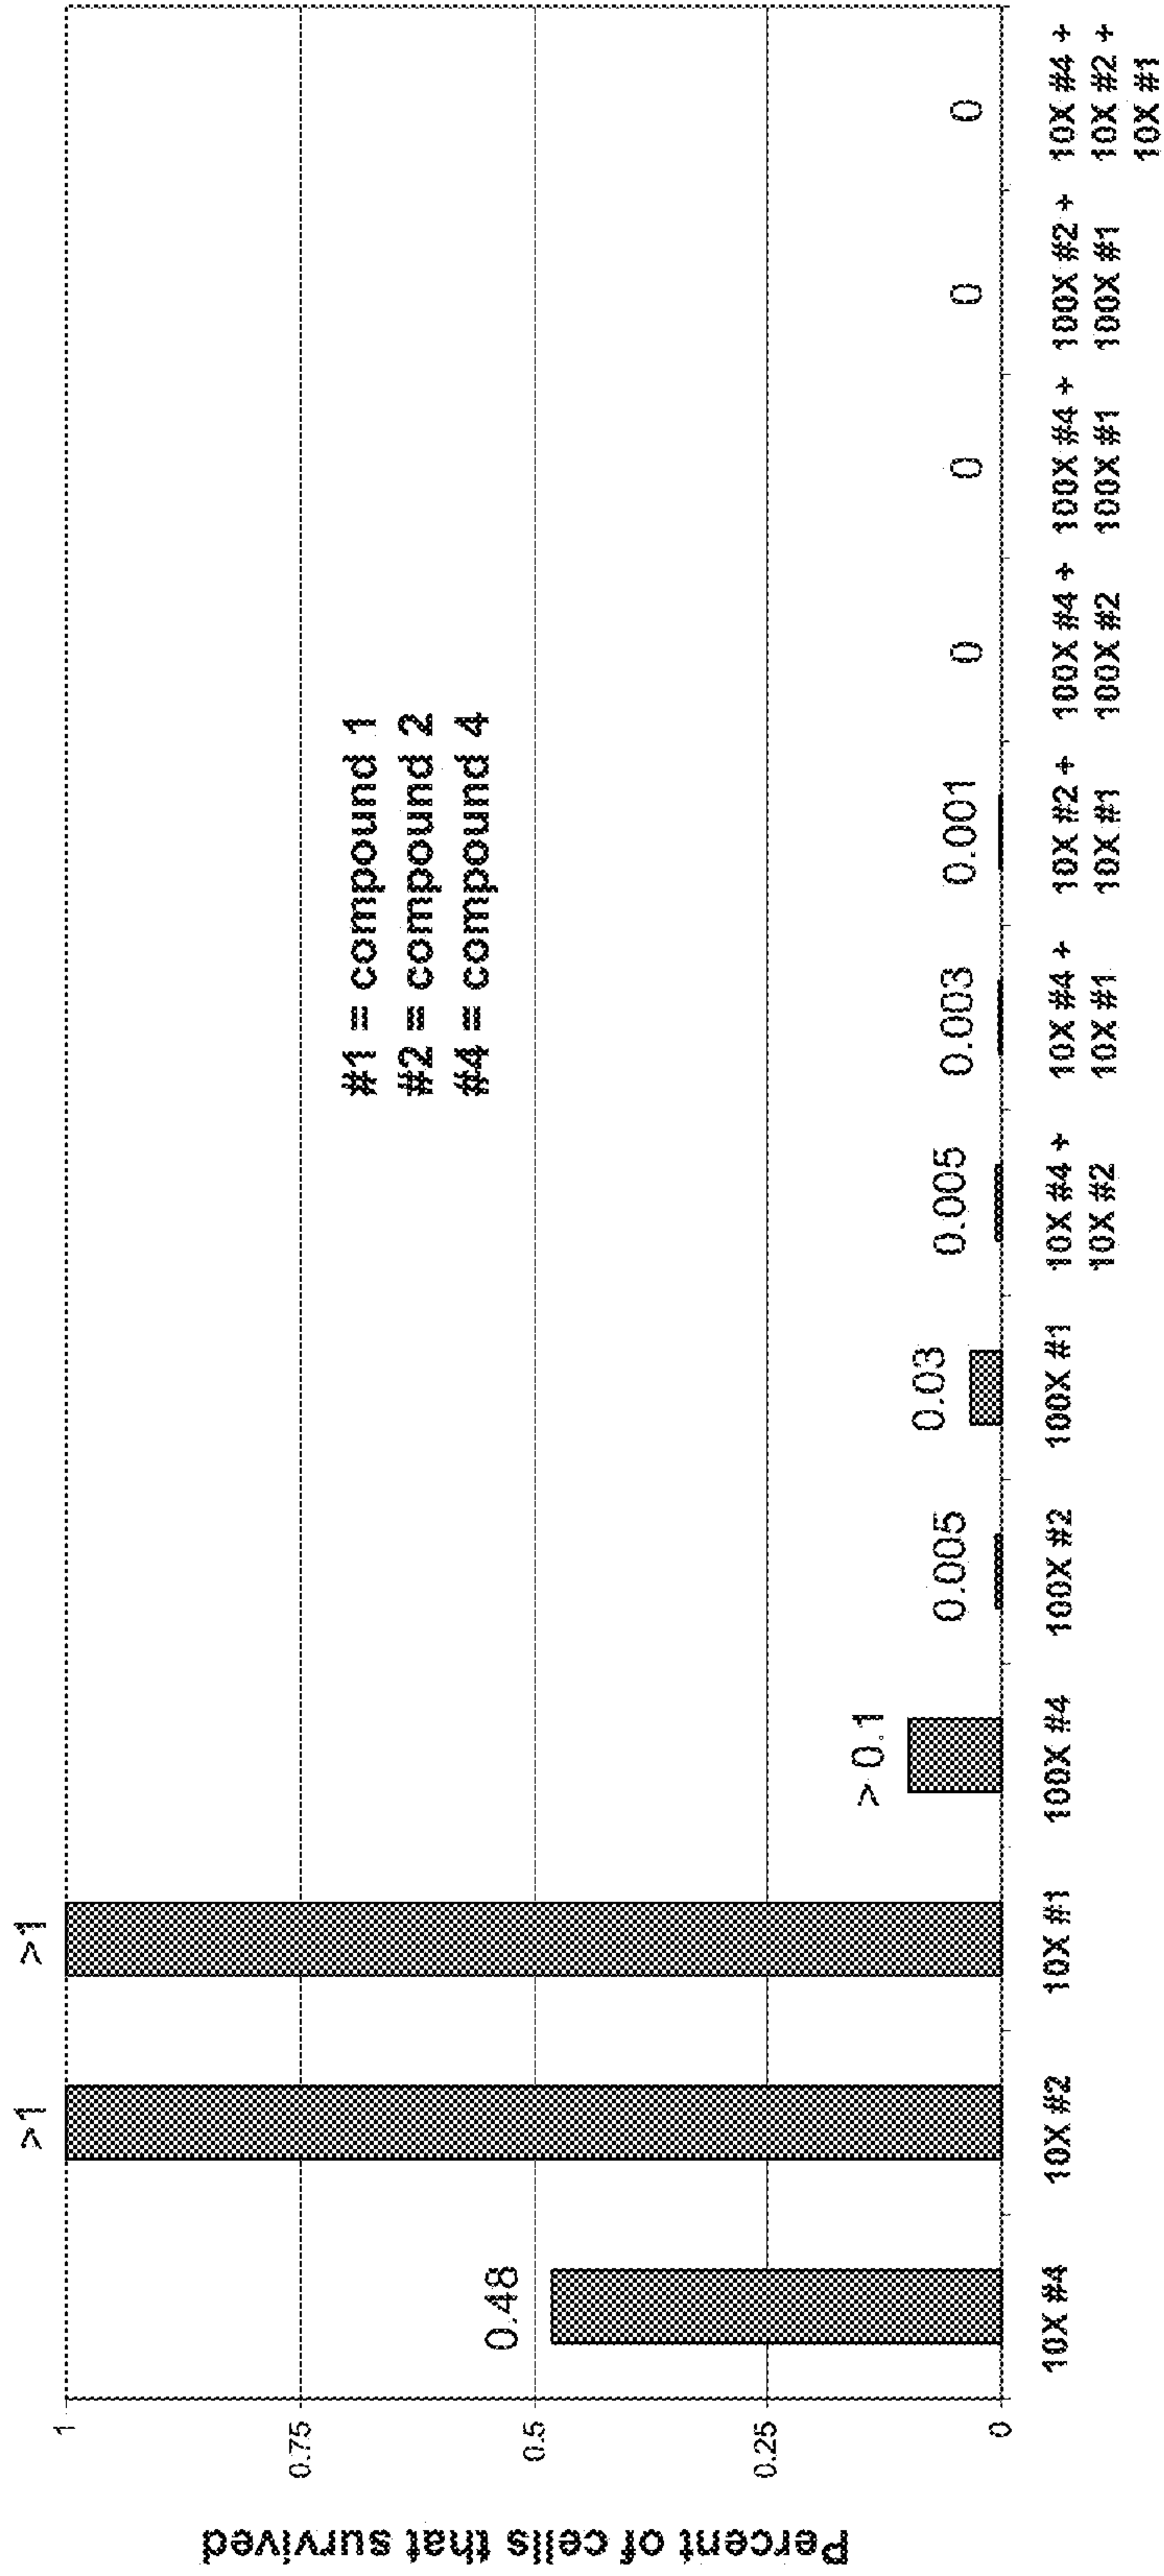 Percent of cells that survived
1
0.75
0.5
0.25
0
0.48
>1
>1
> 0.1
0.005
0.03
0.005
0.003
0.001
0
0
0
0
#1 = compound 1
#2 = compound 2
#4 = compound 4
10X #4
10X #2
10X #1
100X #4
100X #2
100X #1
10X #4 +
10X #2
10X #4 +
10X #1
10X #2 +
10X #1
100X #4 +
100X #2
100X #4 +
100X #1
100X #2 +
100X #1
10X #4 +
10X #2 +
10X #1